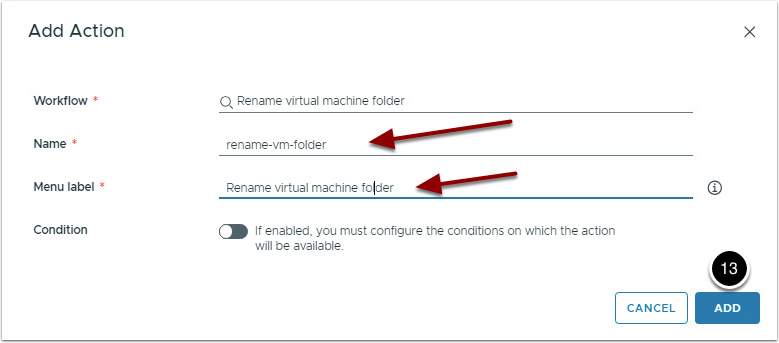 Add Action
Workflow *
Rename virtual machine folder
Name *
rename-vm-folder
Menu label *
Rename virtual machine folder
Condition
If enabled, you must configure the conditions on which the action
will be available.
13
CANCEL
ADD